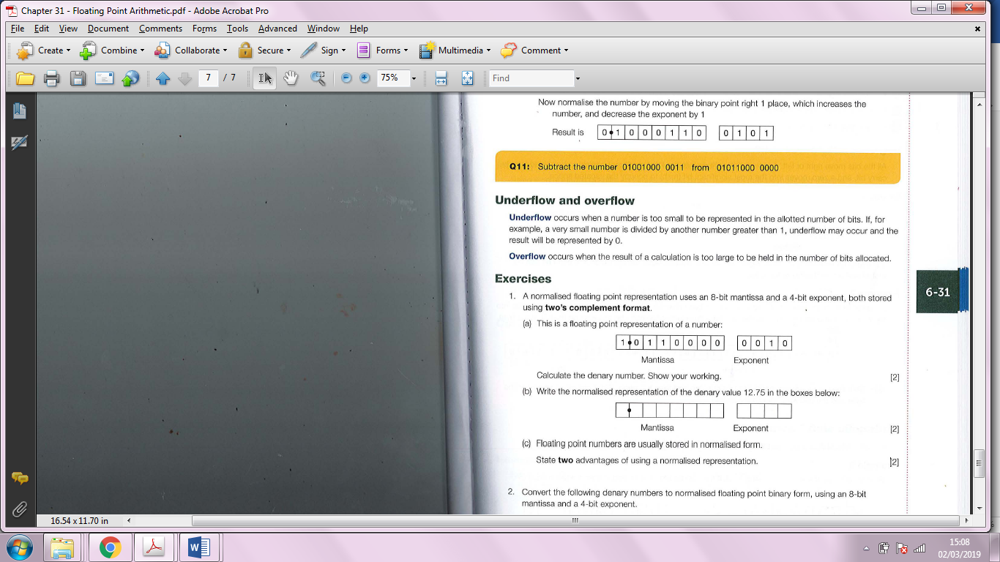 Chapter 31 - Floating Point Arithmetic.pdf - Adobe Acrobat Pro
File Edit View Document Comments Forms Tools Advanced Window Help
Create Combine Collaborate Secure Sign Forms Multimedia Comment
7 / 7 75% Find
Now normalise the number by moving the binary point right 1 place, which increases the
number, and decrease the exponent by 1
Result is 0 1 0 0 0 1 1 0 0 1 0 1
Q11: Subtract the number 01001000 0011 from 01011000 0000
Underflow and overflow
Underflow occurs when a number is too small to be represented in the allotted number of bits. If, for
example, a very small number is divided by another number greater than 1, underflow may occur and the
result will be represented by 0.
Overflow occurs when the result of a calculation is too large to be held in the number of bits allocated.
Exercises
6-31
1. A normalised floating point representation uses an 8-bit mantissa and a 4-bit exponent, both stored
using two's complement format.
(a) This is a floating point representation of a number:
1 0 1 1 0 0 0 0 0 0 1 0
Mantissa Exponent
Calculate the denary number. Show your working. [2]
(b) Write the normalised representation of the denary value 12.75 in the boxes below:
Mantissa Exponent [2]
(c) Floating point numbers are usually stored in normalised form.
State two advantages of using a normalised representation. [2]
2. Convert the following denary numbers to normalised floating point binary form, using an 8-bit
mantissa and a 4-bit exponent.
16.54 x 11.70 in
15:08
02/03/2019